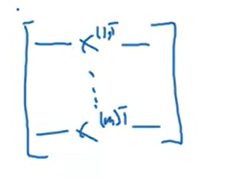 [— x^{(1)T} —
⋮
— x^{(m)T} —]